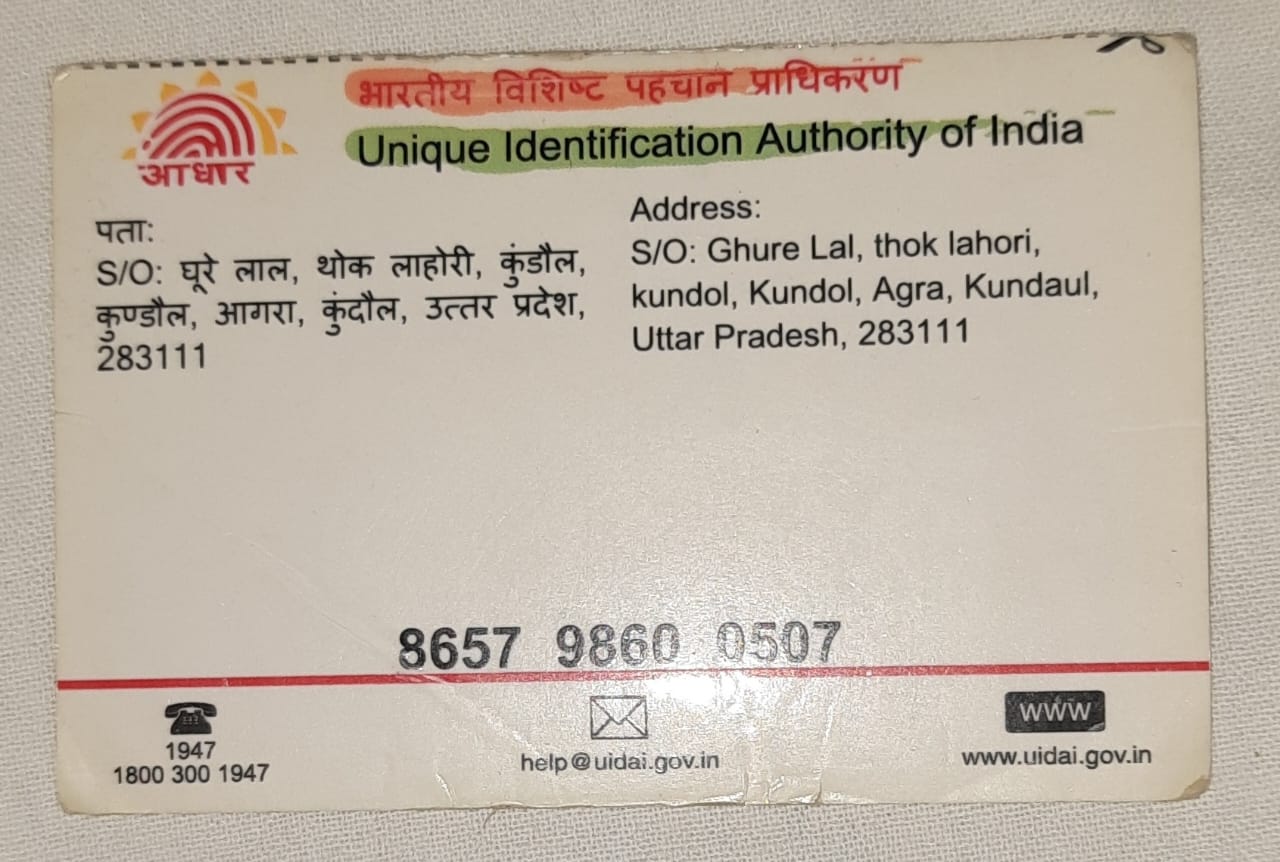 भारतीय विशिष्ट पहचान प्राधिकरण
Unique Identification Authority of India
आधार
पता:
S/O: घूरे लाल, थोक लाहोरी, कुंडौल,
कुण्डौल, आगरा, कुंदौल, उत्तर प्रदेश,
283111
Address:
S/O: Ghure Lal, thok lahori,
kundol, Kundol, Agra, Kundaul,
Uttar Pradesh, 283111
8657 9860 0507
1947
1800 300 1947
help@uidai.gov.in
www
www.uidai.gov.in